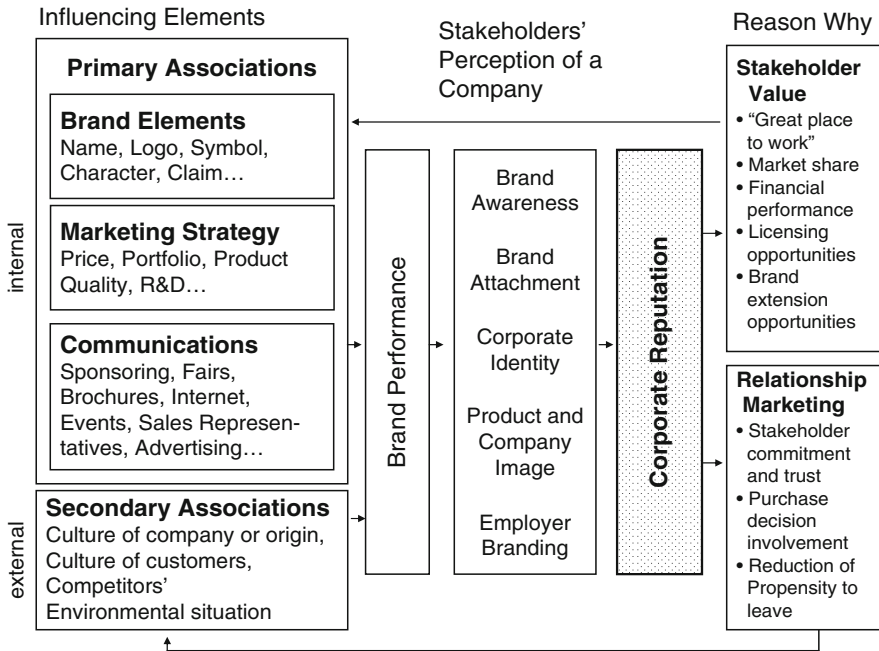 Influencing Elements
Primary Associations
Brand Elements
Name, Logo, Symbol,
Character, Claim…
Marketing Strategy
Price, Portfolio, Product
Quality, R&D…
Communications
Sponsoring, Fairs,
Brochures, Internet,
Events, Sales Represen-
tatives, Advertising…
internal
Secondary Associations
Culture of company or origin,
Culture of customers,
Competitors’
Environmental situation
external
Stakeholders’
Perception of a
Company
Brand Performance
Brand
Awareness
Brand
Attachment
Corporate
Identity
Product and
Company
Image
Employer
Branding
Corporate Reputation
Reason Why
Stakeholder
Value
• “Great place
to work”
• Market share
• Financial
performance
• Licensing
opportunities
• Brand
extension
opportunities
Relationship
Marketing
• Stakeholder
commitment
and trust
• Purchase
decision
involvement
• Reduction of
Propensity to
leave